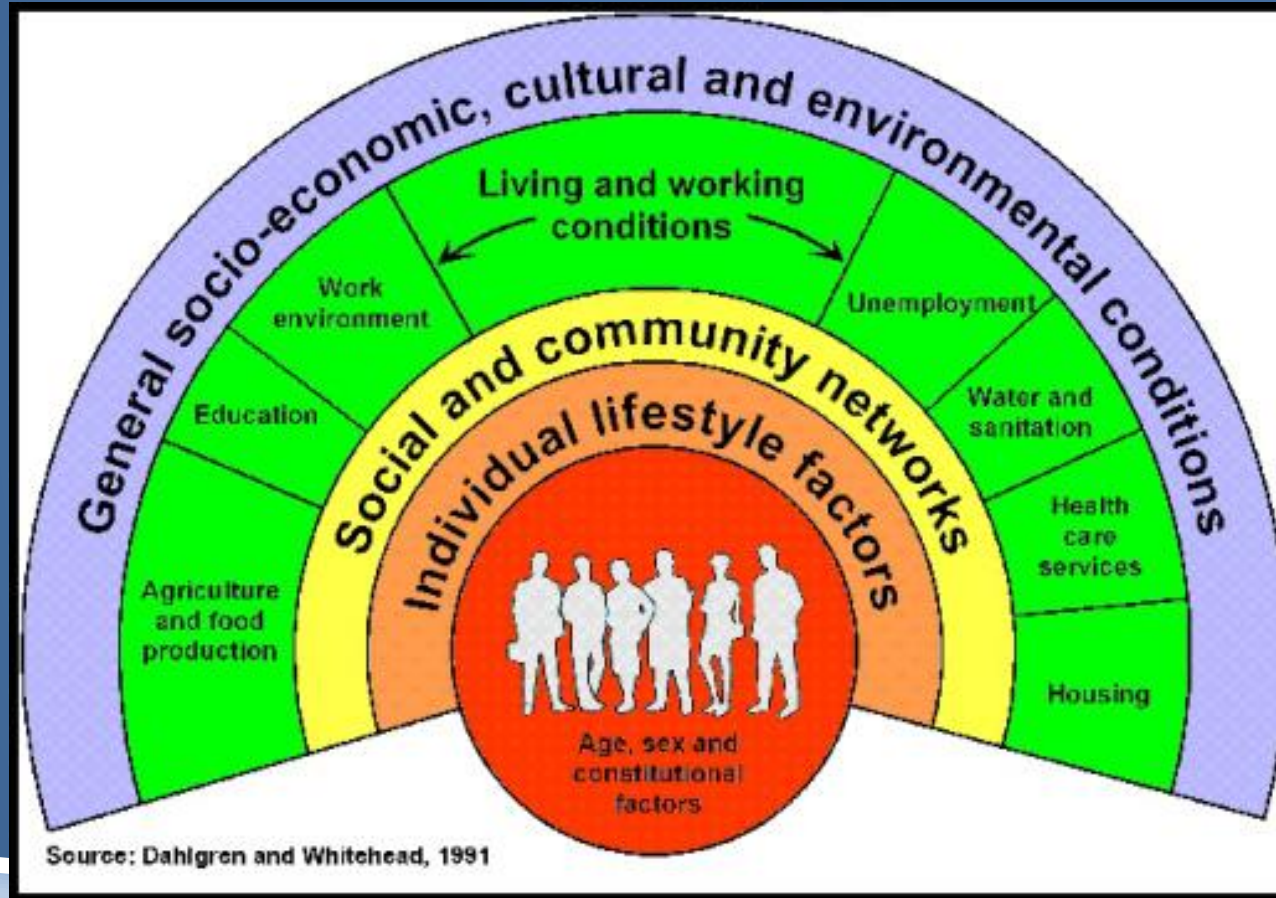 General socio-economic, cultural and environmental conditions
Living and working
conditions
Work
environment
Unemployment
Education
Water and
sanitation
Agriculture
and food
production
Health
care
services
Housing
Social and community networks
Individual lifestyle factors
Age, sex and
constitutional
factors
Source: Dahlgren and Whitehead, 1991